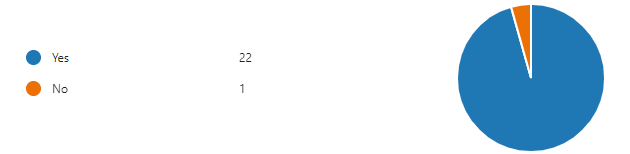 Yes 22
No 1